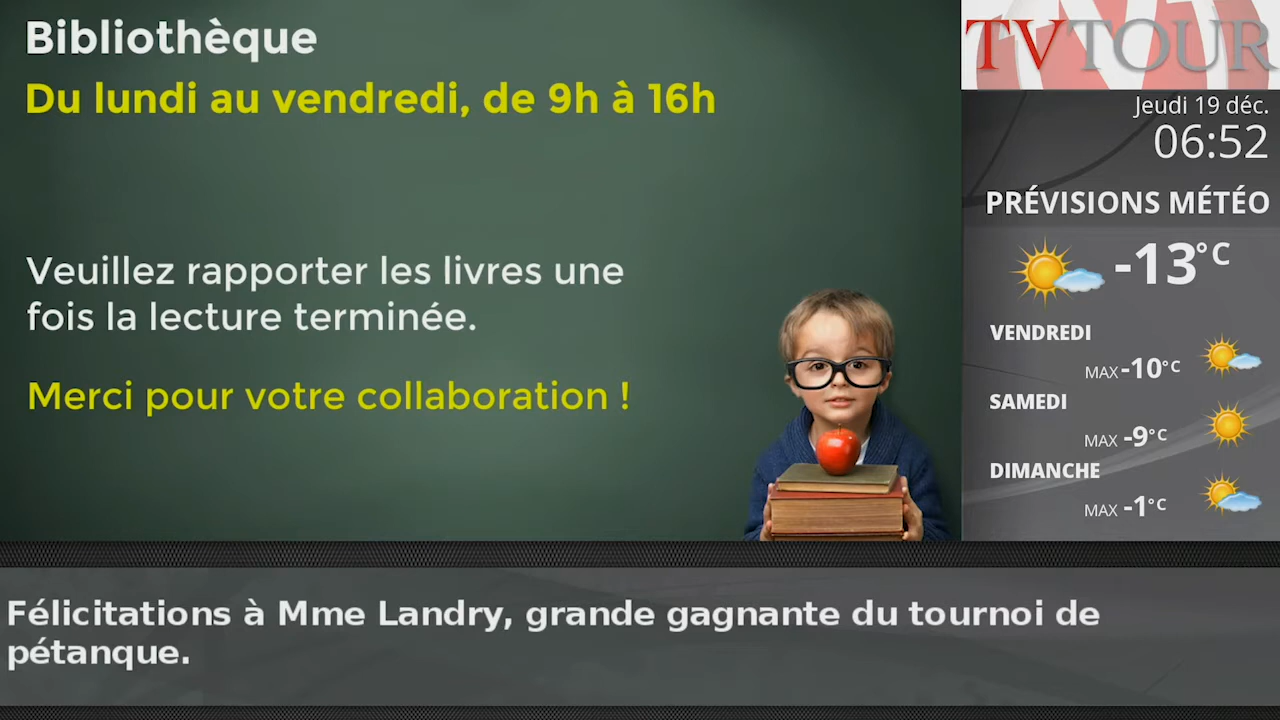 Bibliothèque
Du lundi au vendredi, de 9h à 16h
Veuillez rapporter les livres une
fois la lecture terminée.
Merci pour votre collaboration !
TVTOUR
Jeudi 19 déc.
06:52
PRÉVISIONS MÉTÉO
-13°C
VENDREDI
MAX -10°C
SAMEDI
MAX -9°C
DIMANCHE
MAX -1°C
Félicitations à Mme Landry, grande gagnante du tournoi de
pétanque.